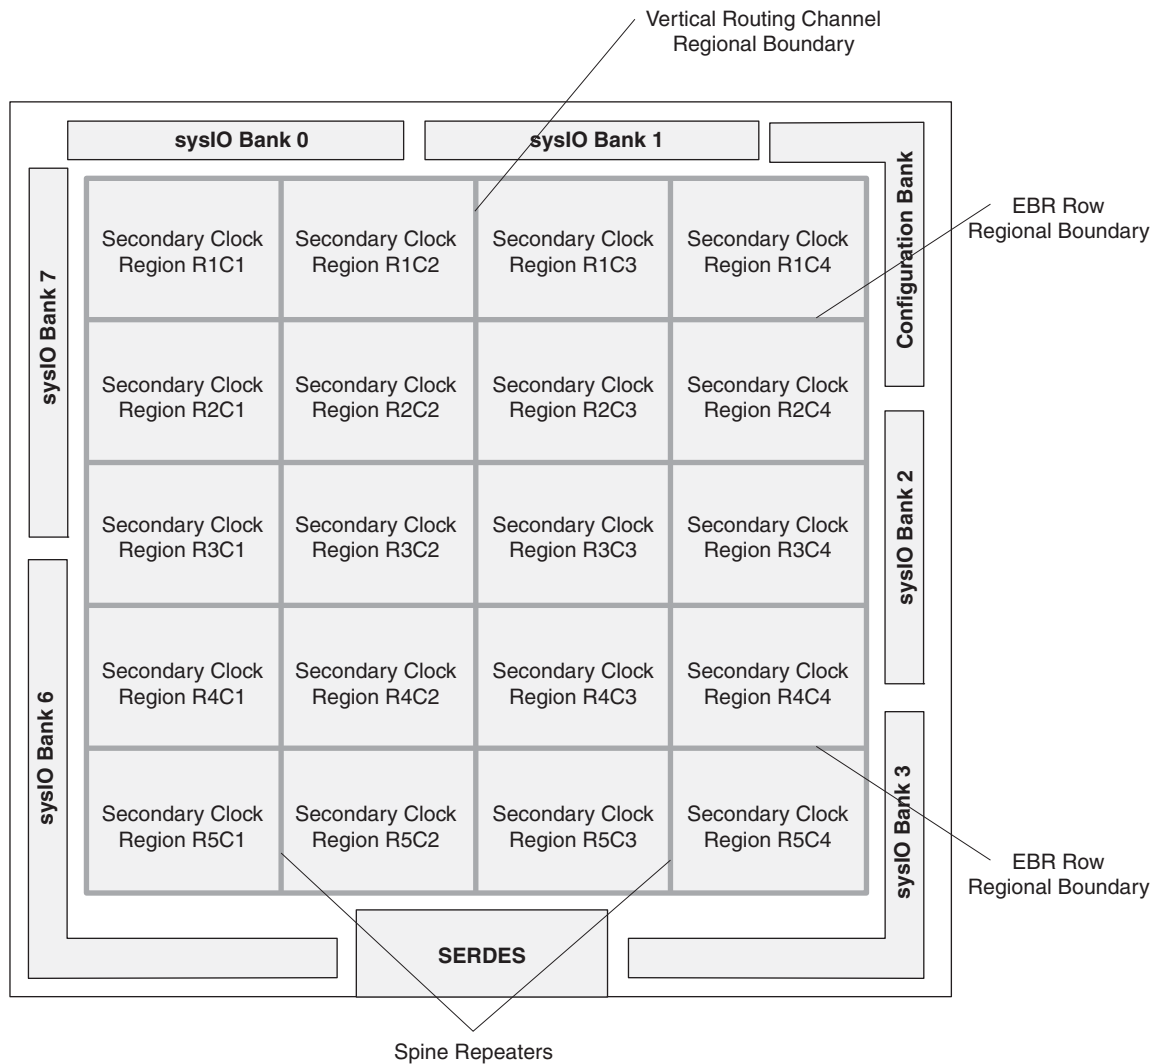 Vertical Routing Channel
Regional Boundary
sysIO Bank 0
sysIO Bank 1
Configuration Bank
EBR Row
Regional Boundary
sysIO Bank 7
Secondary Clock
Region R1C1
Secondary Clock
Region R1C2
Secondary Clock
Region R1C3
Secondary Clock
Region R1C4
Secondary Clock
Region R2C1
Secondary Clock
Region R2C2
Secondary Clock
Region R2C3
Secondary Clock
Region R2C4
sysIO Bank 2
Secondary Clock
Region R3C1
Secondary Clock
Region R3C2
Secondary Clock
Region R3C3
Secondary Clock
Region R3C4
sysIO Bank 6
Secondary Clock
Region R4C1
Secondary Clock
Region R4C2
Secondary Clock
Region R4C3
Secondary Clock
Region R4C4
sysIO Bank 3
Secondary Clock
Region R5C1
Secondary Clock
Region R5C2
Secondary Clock
Region R5C3
Secondary Clock
Region R5C4
EBR Row
Regional Boundary
SERDES
Spine Repeaters